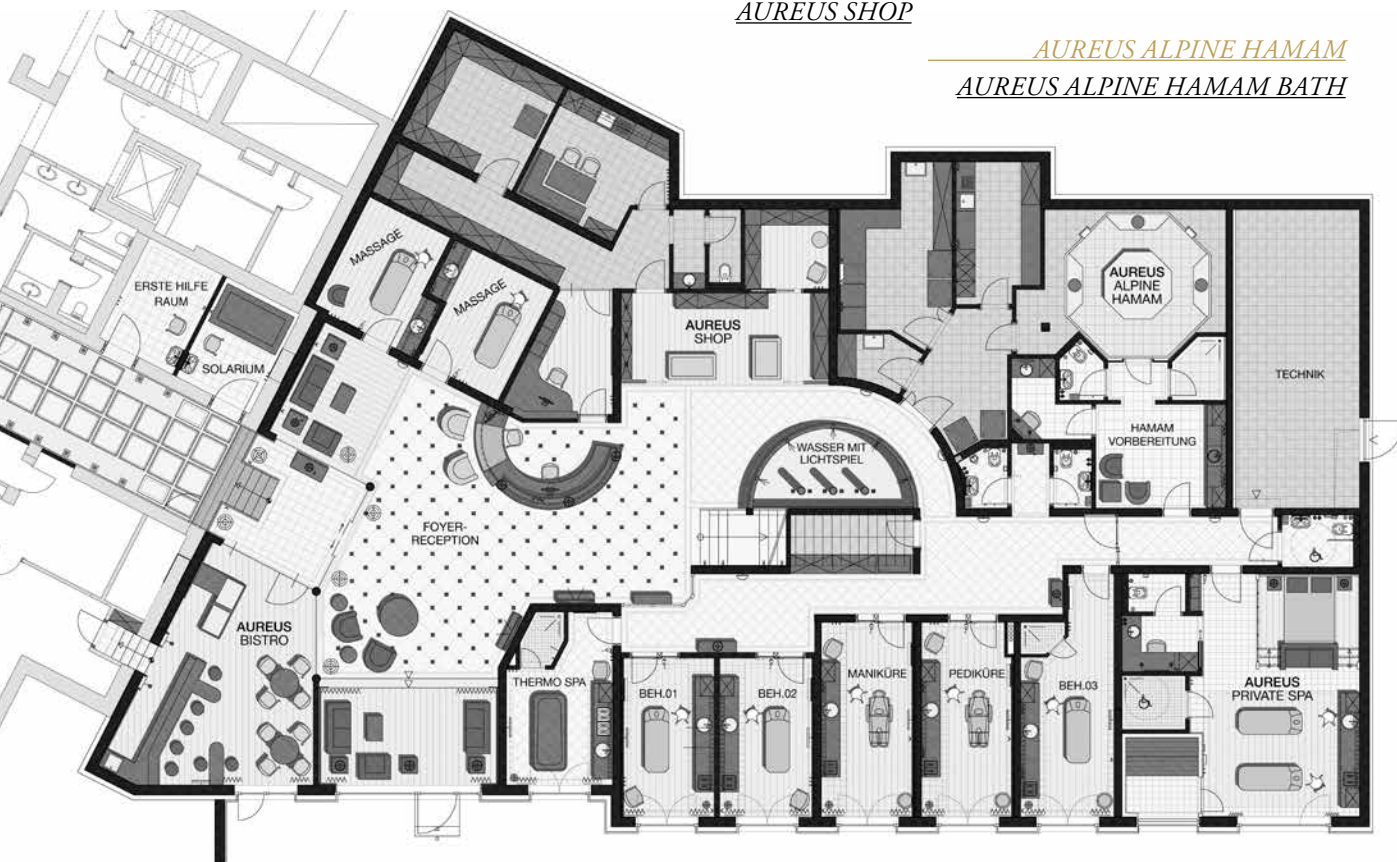 AUREUS SHOP
AUREUS ALPINE HAMAM
AUREUS ALPINE HAMAM BATH
MASSAGE
MASSAGE
ERSTE HILFE
RAUM
SOLARIUM
AUREUS
SHOP
AUREUS
ALPINE
HAMAM
TECHNIK
HAMAM
VORBEREITUNG
WASSER MIT
LICHTSPIEL
FOYER-
RECEPTION
AUREUS
BISTRO
THERMO SPA
BEH.01
BEH.02
MANIKÜRE
PEDIKÜRE
BEH.03
AUREUS
PRIVATE SPA